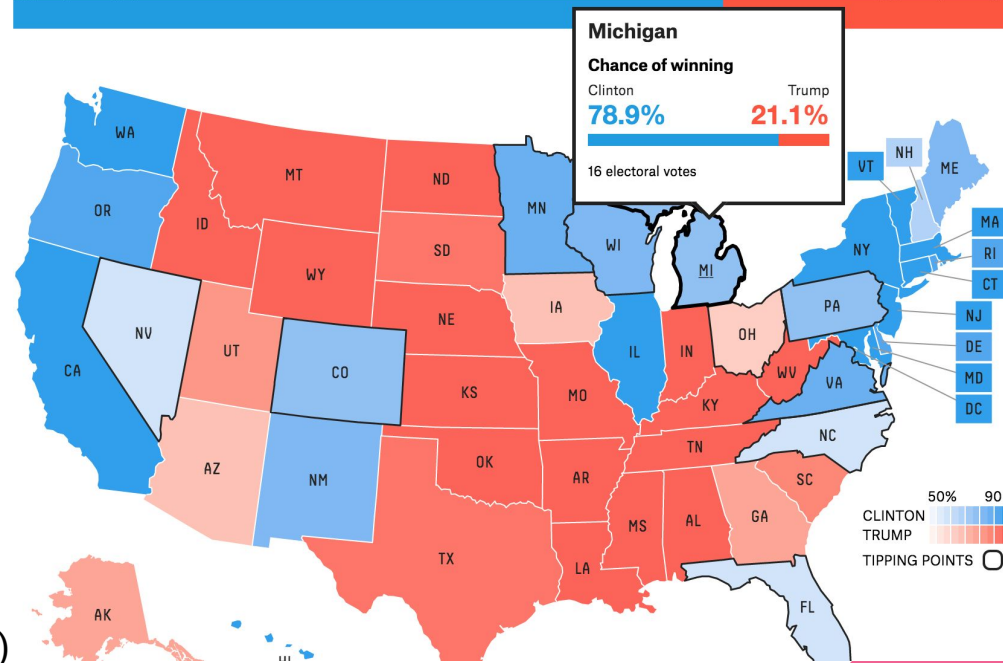 Michigan
Chance of winning
Clinton Trump
78.9% 21.1%
16 electoral votes
WA
MT
ND
MN
VT
NH
ME
OR
ID
SD
WI
MI
NY
MA
RI
CT
WY
IA
NE
NV
UT
CO
CA
IL
IN
OH
PA
NJ
DE
MD
DC
KS
MO
WV
VA
KY
NC
AZ
NM
OK
AR
TN
SC
TX
LA
MS
AL
GA
50% 90
CLINTON
TRUMP
TIPPING POINTS
AK
FL
)